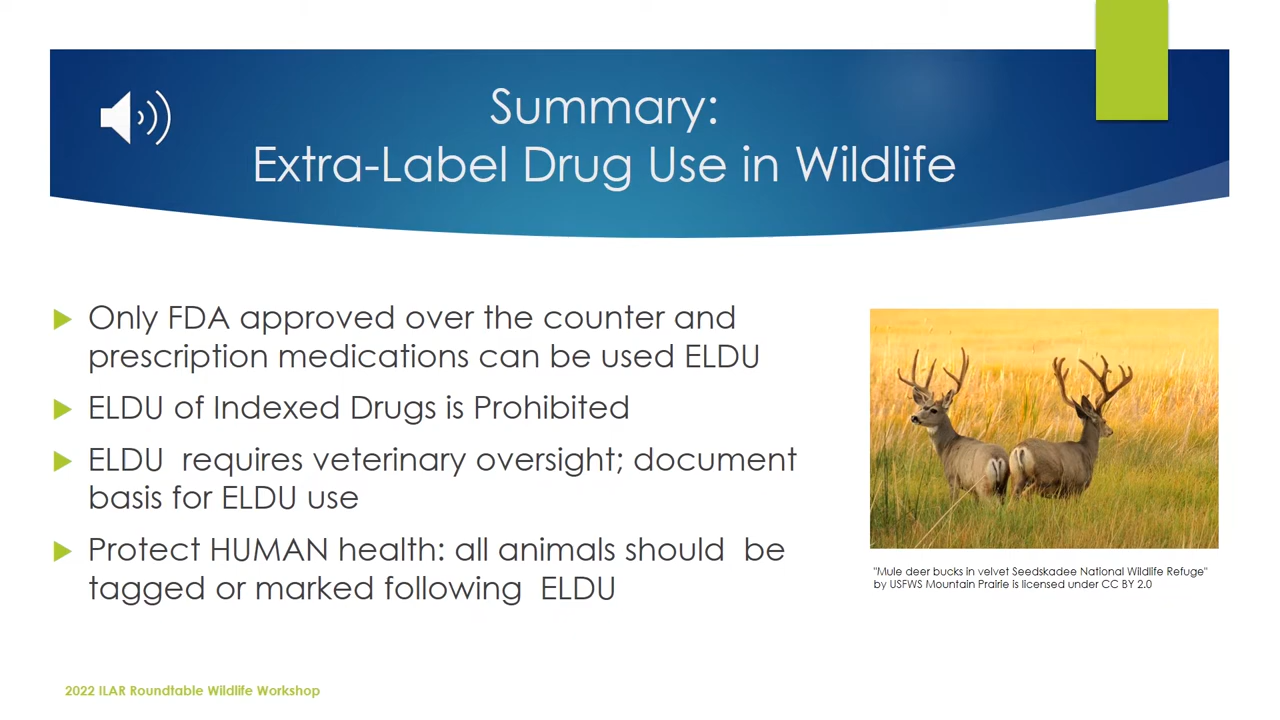 Summary:
Extra-Label Drug Use in Wildlife
Only FDA approved over the counter and
prescription medications can be used ELDU
ELDU of Indexed Drugs is Prohibited
ELDU requires veterinary oversight; document
basis for ELDU use
Protect HUMAN health: all animals should be
tagged or marked following ELDU
"Mule deer bucks in velvet Seedskadee National Wildlife Refuge"
by USFWS Mountain Prairie is licensed under CC BY 2.0
2022 ILAR Roundtable Wildlife Workshop